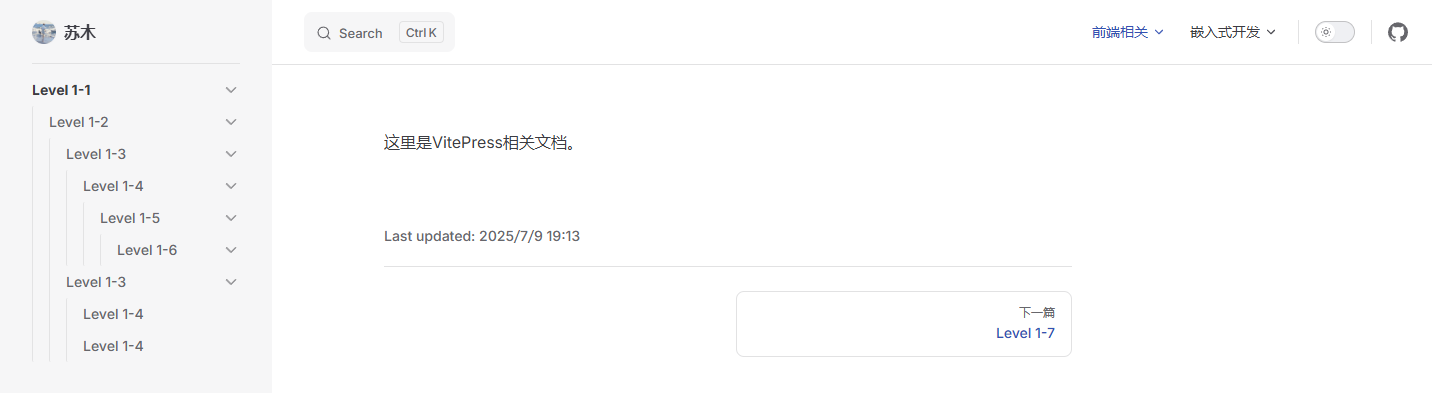 苏木
Level 1-1
Level 1-2
Level 1-3
Level 1-4
Level 1-5
Level 1-6
Level 1-3
Level 1-4
Level 1-4
Search Ctrl K
前端相关 嵌入式开发
这里是VitePress相关文档。
Last updated: 2025/7/9 19:13
下一篇
Level 1-7